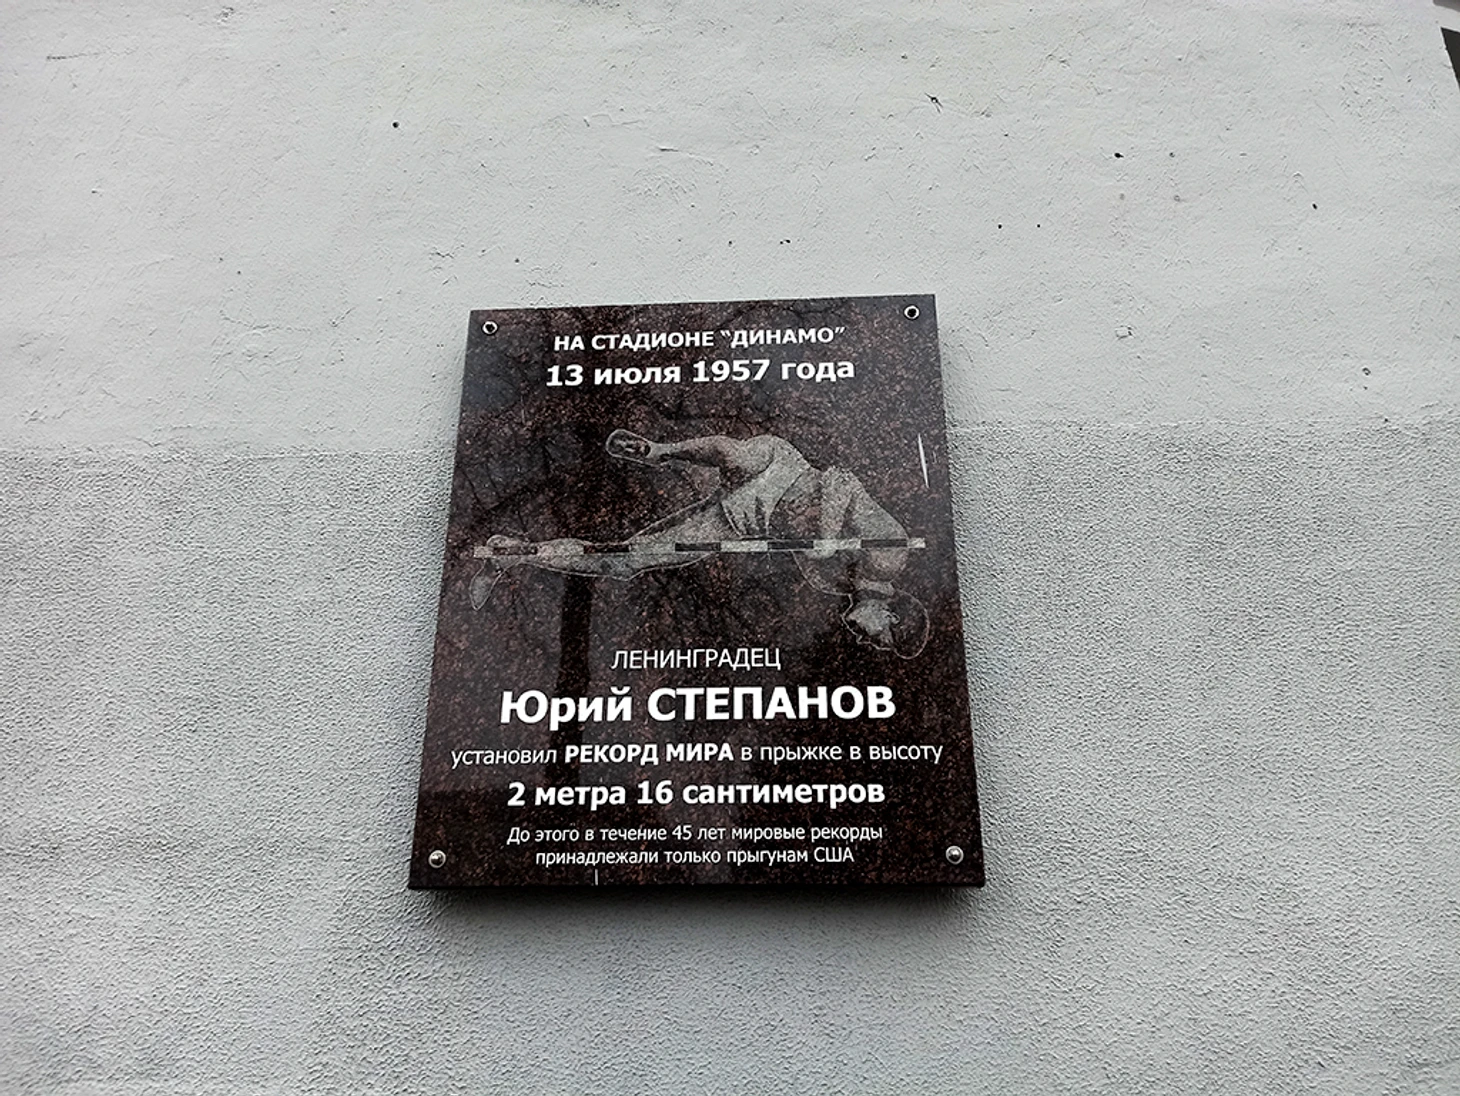 НА СТАДИОНЕ “ДИНАМО”
13 июля 1957 года
ЛЕНИНГРАДЕЦ
Юрий СТЕПАНОВ
установил РЕКОРД МИРА в прыжке в высоту
2 метра 16 сантиметров
До этого в течение 45 лет мировые рекорды
принадлежали только прыгунам США